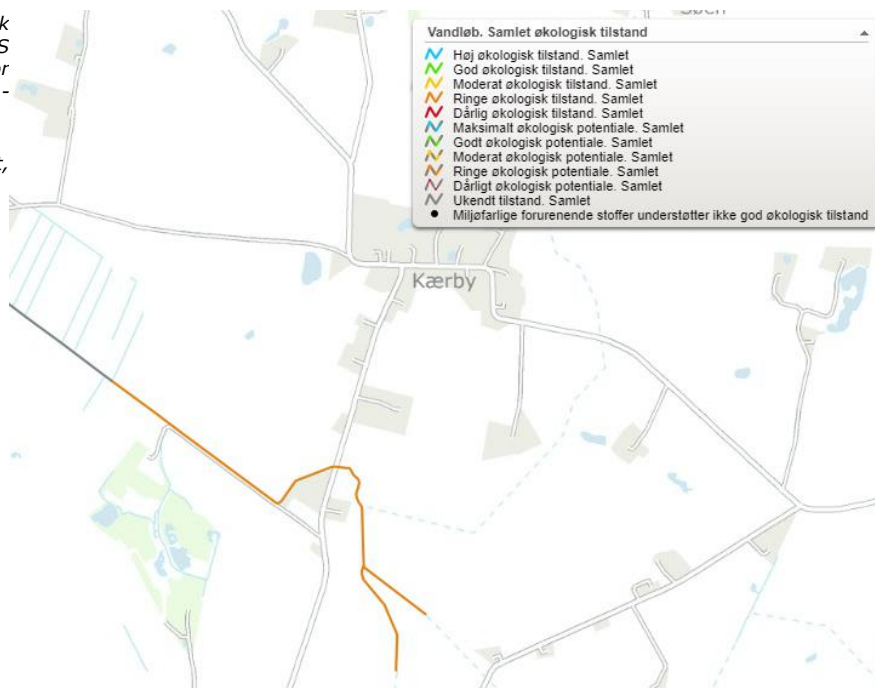 k
S
or
-
t,
Vandløb. Samlet økologisk tilstand
Høj økologisk tilstand. Samlet
God økologisk tilstand. Samlet
Moderat økologisk tilstand. Samlet
Ringe økologisk tilstand. Samlet
Dårlig økologisk tilstand. Samlet
Maksimalt økologisk potentiale. Samlet
Godt økologisk potentiale. Samlet
Moderat økologisk potentiale. Samlet
Ringe økologisk potentiale. Samlet
Dårligt økologisk potentiale. Samlet
Ukendt tilstand. Samlet
Miljøfarlige forurenende stoffer understøtter ikke god økologisk tilstand
Kærby